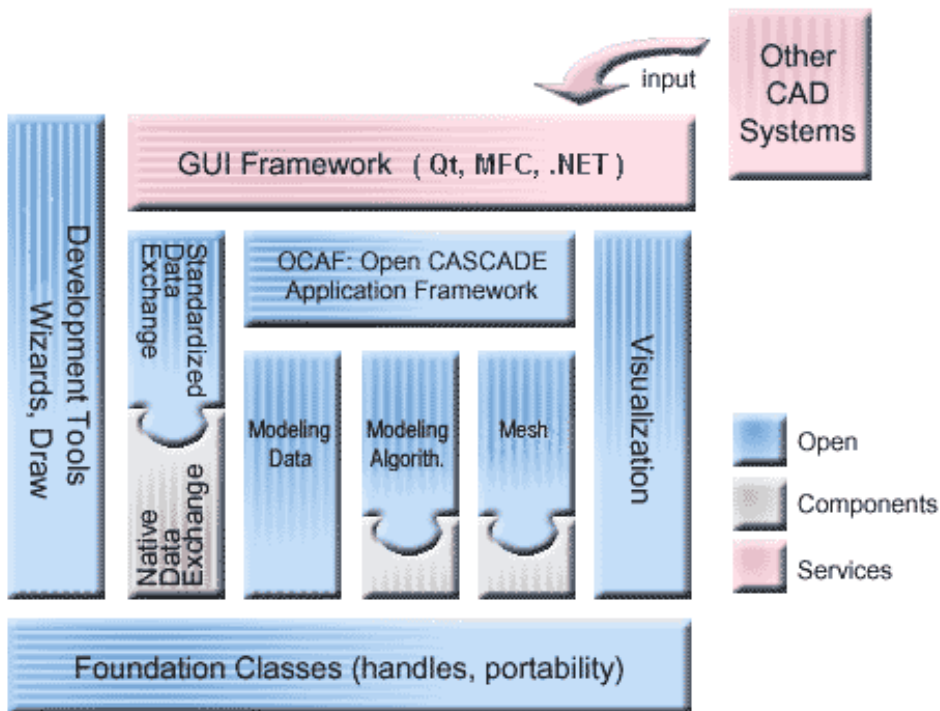 Other
CAD
Systems
input
GUI Framework ( Qt, MFC, .NET )
Development Tools
Wizards, Draw
Standardized
Data
Exchange
Native
Data
Exchange
OCAF: Open CASCADE
Application Framework
Modeling
Data
Modeling
Algorith.
Mesh
Visualization
Open
Components
Services
Foundation Classes (handles, portability)